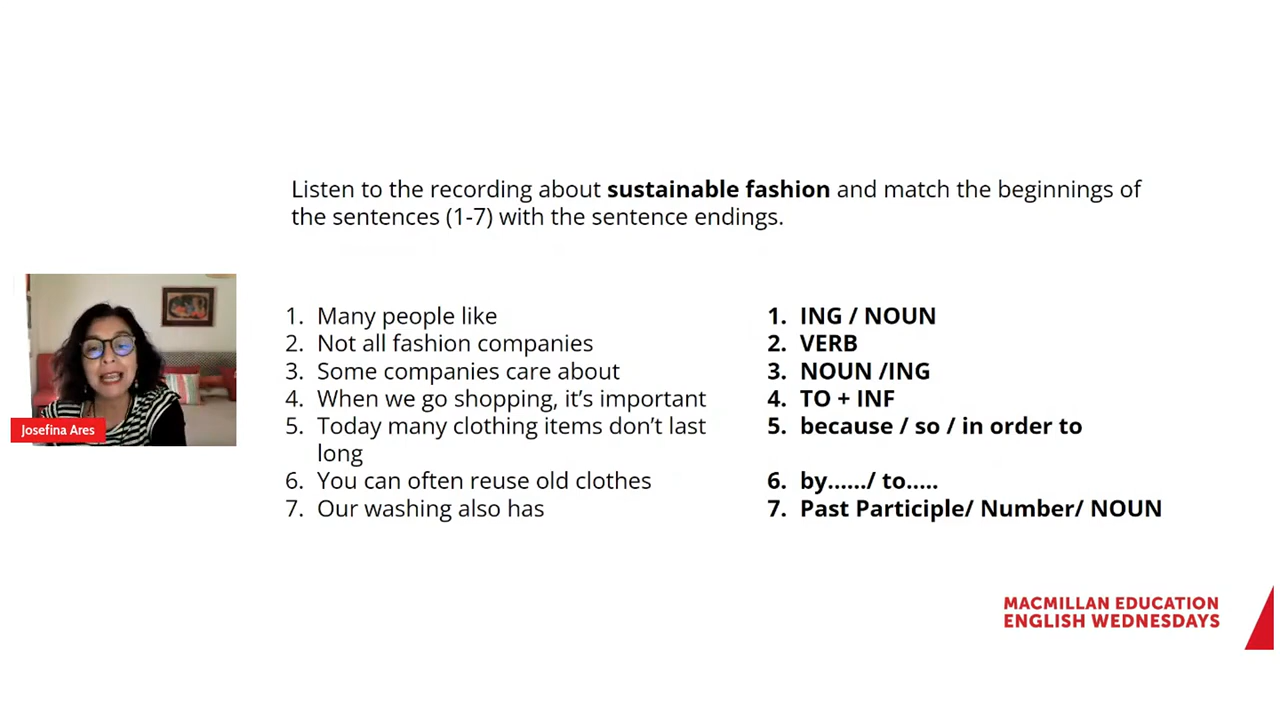 Listen to the recording about sustainable fashion and match the beginnings of
the sentences (1-7) with the sentence endings.
1. Many people like
2. Not all fashion companies
3. Some companies care about
4. When we go shopping, it’s important
5. Today many clothing items don’t last
long
6. You can often reuse old clothes
7. Our washing also has
1. ING / NOUN
2. VERB
3. NOUN /ING
4. TO + INF
5. because / so / in order to
6. by....../ to.....
7. Past Participle/ Number/ NOUN
Josefina Ares
MACMILLAN EDUCATION
ENGLISH WEDNESDAYS